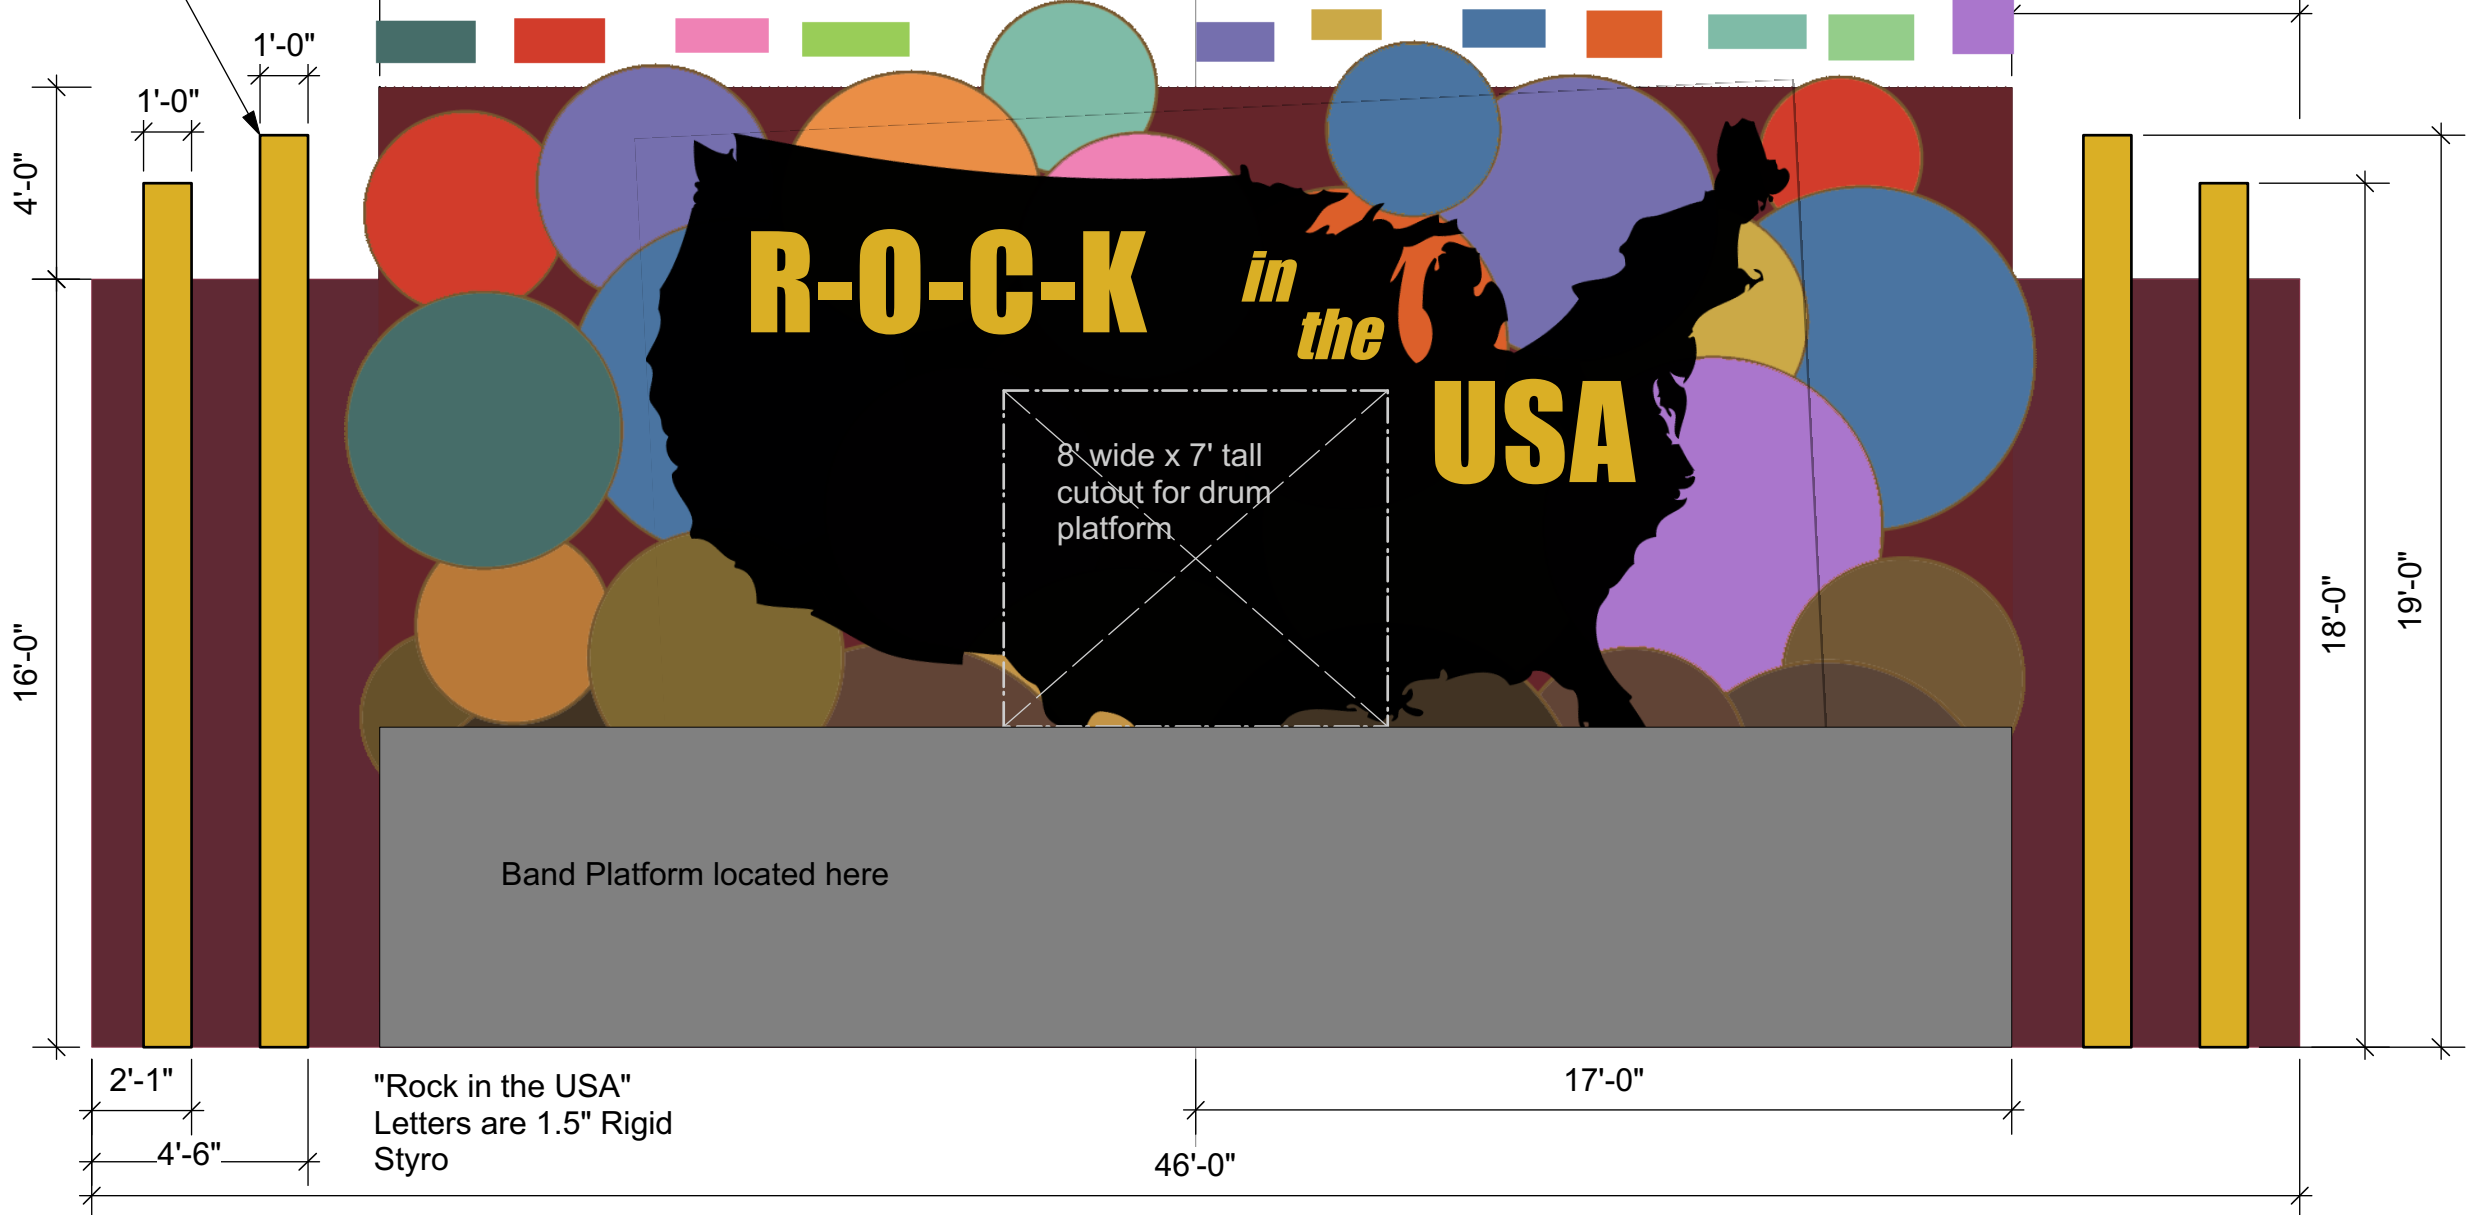 1'-0"
1'-0"
4'-0"
R-O-C-K
in
the
USA
8' wide x 7' tall
cutout for drum
platform
16'-0"
18'-0"
19'-0"
Band Platform located here
2'-1"
4'-6"
"Rock in the USA"
Letters are 1.5" Rigid
Styro
17'-0"
46'-0"